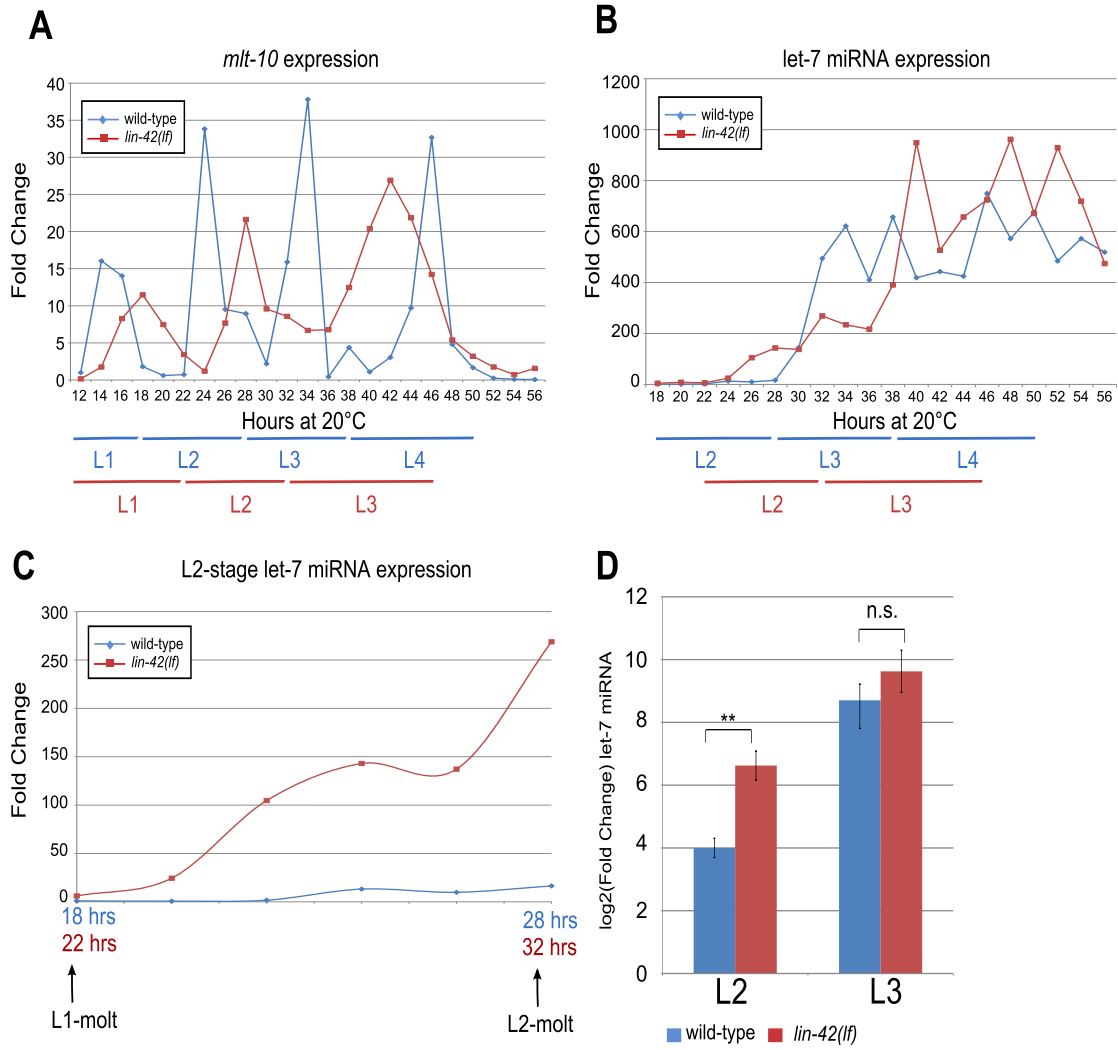 A
mlt-10 expression
40
35
30
25
20
15
10
5
0
Fold Change
wild-type
lin-42(lf)
12 14 16 18 20 22 24 26 28 30 32 34 36 38 40 42 44 46 48 50 52 54 56
Hours at 20°C
L1 L2 L3 L4
L1 L2 L3
B
let-7 miRNA expression
1200
1000
800
600
400
200
0
Fold Change
wild-type
lin-42(lf)
18 20 22 24 26 28 30 32 34 36 38 40 42 44 46 48 50 52 54 56
Hours at 20°C
L2 L3 L4
L2 L3
C
L2-stage let-7 miRNA expression
300
250
200
150
100
50
0
Fold Change
wild-type
lin-42(lf)
18 hrs 28 hrs
22 hrs 32 hrs
L1-molt L2-molt
D
12
10
8
6
4
2
0
log2(Fold Change) let-7 miRNA
**
n.s.
L2 L3
wild-type lin-42(lf)